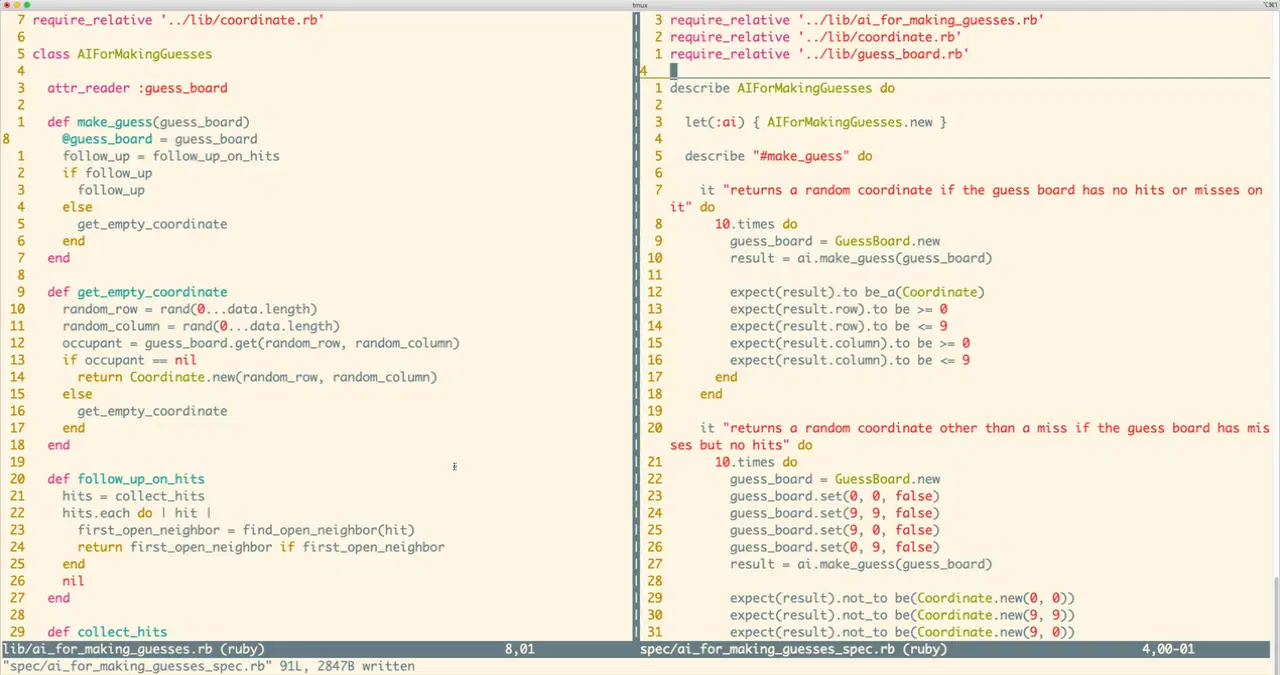 tmux
⌥⌘1
7 require_relative '../lib/coordinate.rb'
6
5 class AIForMakingGuesses
4
3   attr_reader :guess_board
2
1   def make_guess(guess_board)
8     @guess_board = guess_board
1     follow_up = follow_up_on_hits
2     if follow_up
3       follow_up
4     else
5       get_empty_coordinate
6     end
7   end
8
9   def get_empty_coordinate
10     random_row = rand(0...data.length)
11     random_column = rand(0...data.length)
12     occupant = guess_board.get(random_row, random_column)
13     if occupant == nil
14       return Coordinate.new(random_row, random_column)
15     else
16       get_empty_coordinate
17     end
18   end
19
20   def follow_up_on_hits
21     hits = collect_hits
22     hits.each do | hit |
23       first_open_neighbor = find_open_neighbor(hit)
24       return first_open_neighbor if first_open_neighbor
25     end
26     nil
27   end
28
29   def collect_hits
lib/ai_for_making_guesses.rb (ruby) 8,01
3 require_relative '../lib/ai_for_making_guesses.rb'
2 require_relative '../lib/coordinate.rb'
1 require_relative '../lib/guess_board.rb'
4
1 describe AIForMakingGuesses do
2
3   let(:ai) { AIForMakingGuesses.new }
4
5   describe "#make_guess" do
6
7     it "returns a random coordinate if the guess board has no hits or misses on
it" do
8       10.times do
9         guess_board = GuessBoard.new
10         result = ai.make_guess(guess_board)
11
12         expect(result).to be_a(Coordinate)
13         expect(result.row).to be >= 0
14         expect(result.row).to be <= 9
15         expect(result.column).to be >= 0
16         expect(result.column).to be <= 9
17       end
18     end
19
20     it "returns a random coordinate other than a miss if the guess board has mis
ses but no hits" do
21       10.times do
22         guess_board = GuessBoard.new
23         guess_board.set(0, 0, false)
24         guess_board.set(9, 9, false)
25         guess_board.set(9, 0, false)
26         guess_board.set(0, 9, false)
27         result = ai.make_guess(guess_board)
28
29         expect(result).not_to be(Coordinate.new(0, 0))
30         expect(result).not_to be(Coordinate.new(9, 9))
31         expect(result).not_to be(Coordinate.new(9, 0))
spec/ai_for_making_guesses_spec.rb (ruby) 4,00-01
"spec/ai_for_making_guesses_spec.rb" 91L, 2847B written